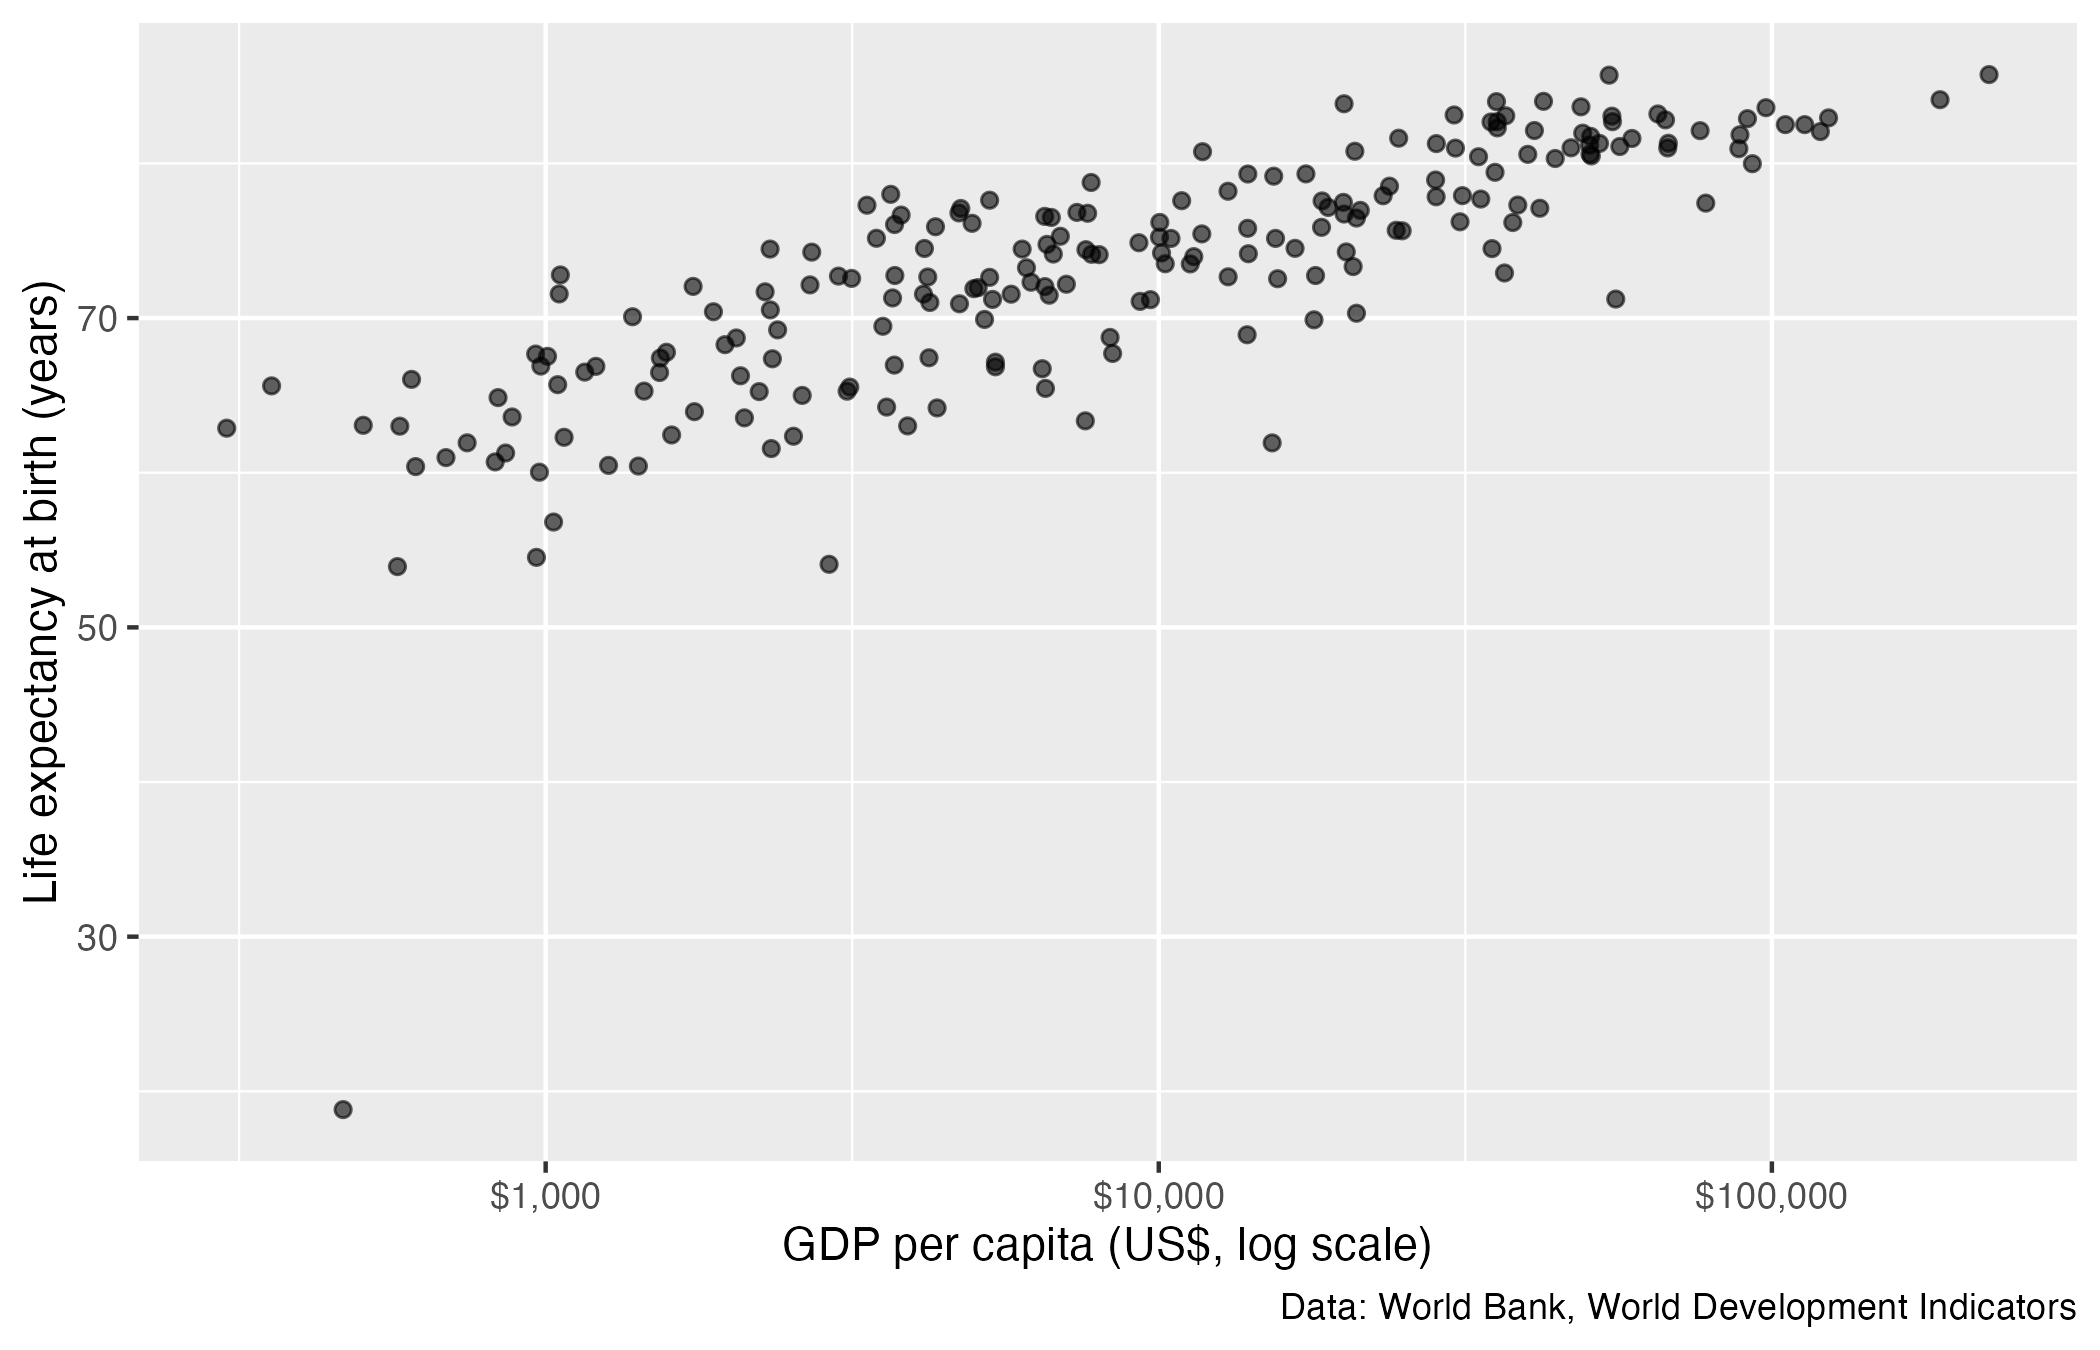 Life expectancy at birth (years)
70
50
30
$1,000
$10,000
$100,000
GDP per capita (US$, log scale)
Data: World Bank, World Development Indicators